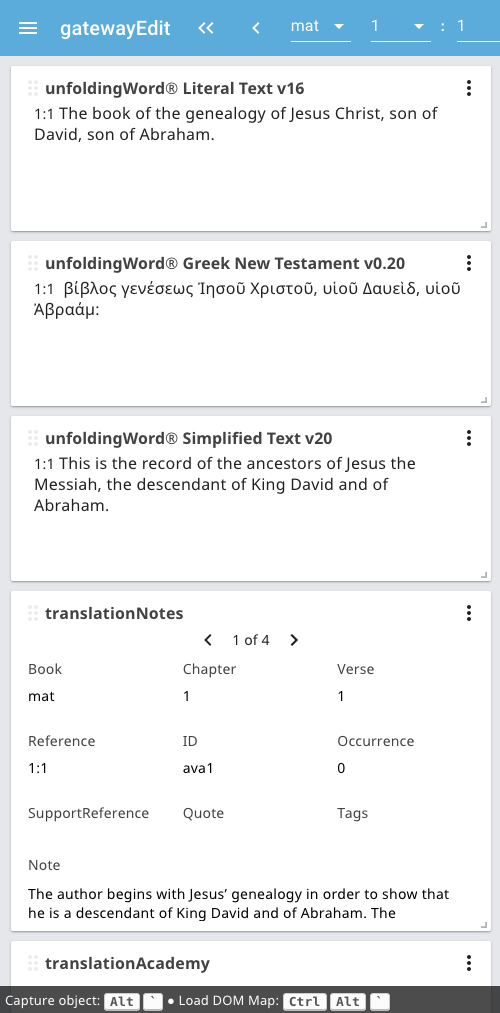 gatewayEdit mat 1 : 1
unfoldingWord® Literal Text v16
1:1 The book of the genealogy of Jesus Christ, son of
David, son of Abraham.
unfoldingWord® Greek New Testament v0.20
1:1 βίβλος γενέσεως Ἰησοῦ Χριστοῦ, υἱοῦ Δαυεὶδ, υἱοῦ
Ἀβραάμ:
unfoldingWord® Simplified Text v20
1:1 This is the record of the ancestors of Jesus the
Messiah, the descendant of King David and of
Abraham.
translationNotes
1 of 4
Book Chapter Verse
mat 1 1
Reference ID Occurrence
1:1 ava1 0
SupportReference Quote Tags
Note
The author begins with Jesus’ genealogy in order to show that
he is a descendant of King David and of Abraham. The
translationAcademy
Capture object: Alt ` ● Load DOM Map: Ctrl Alt `